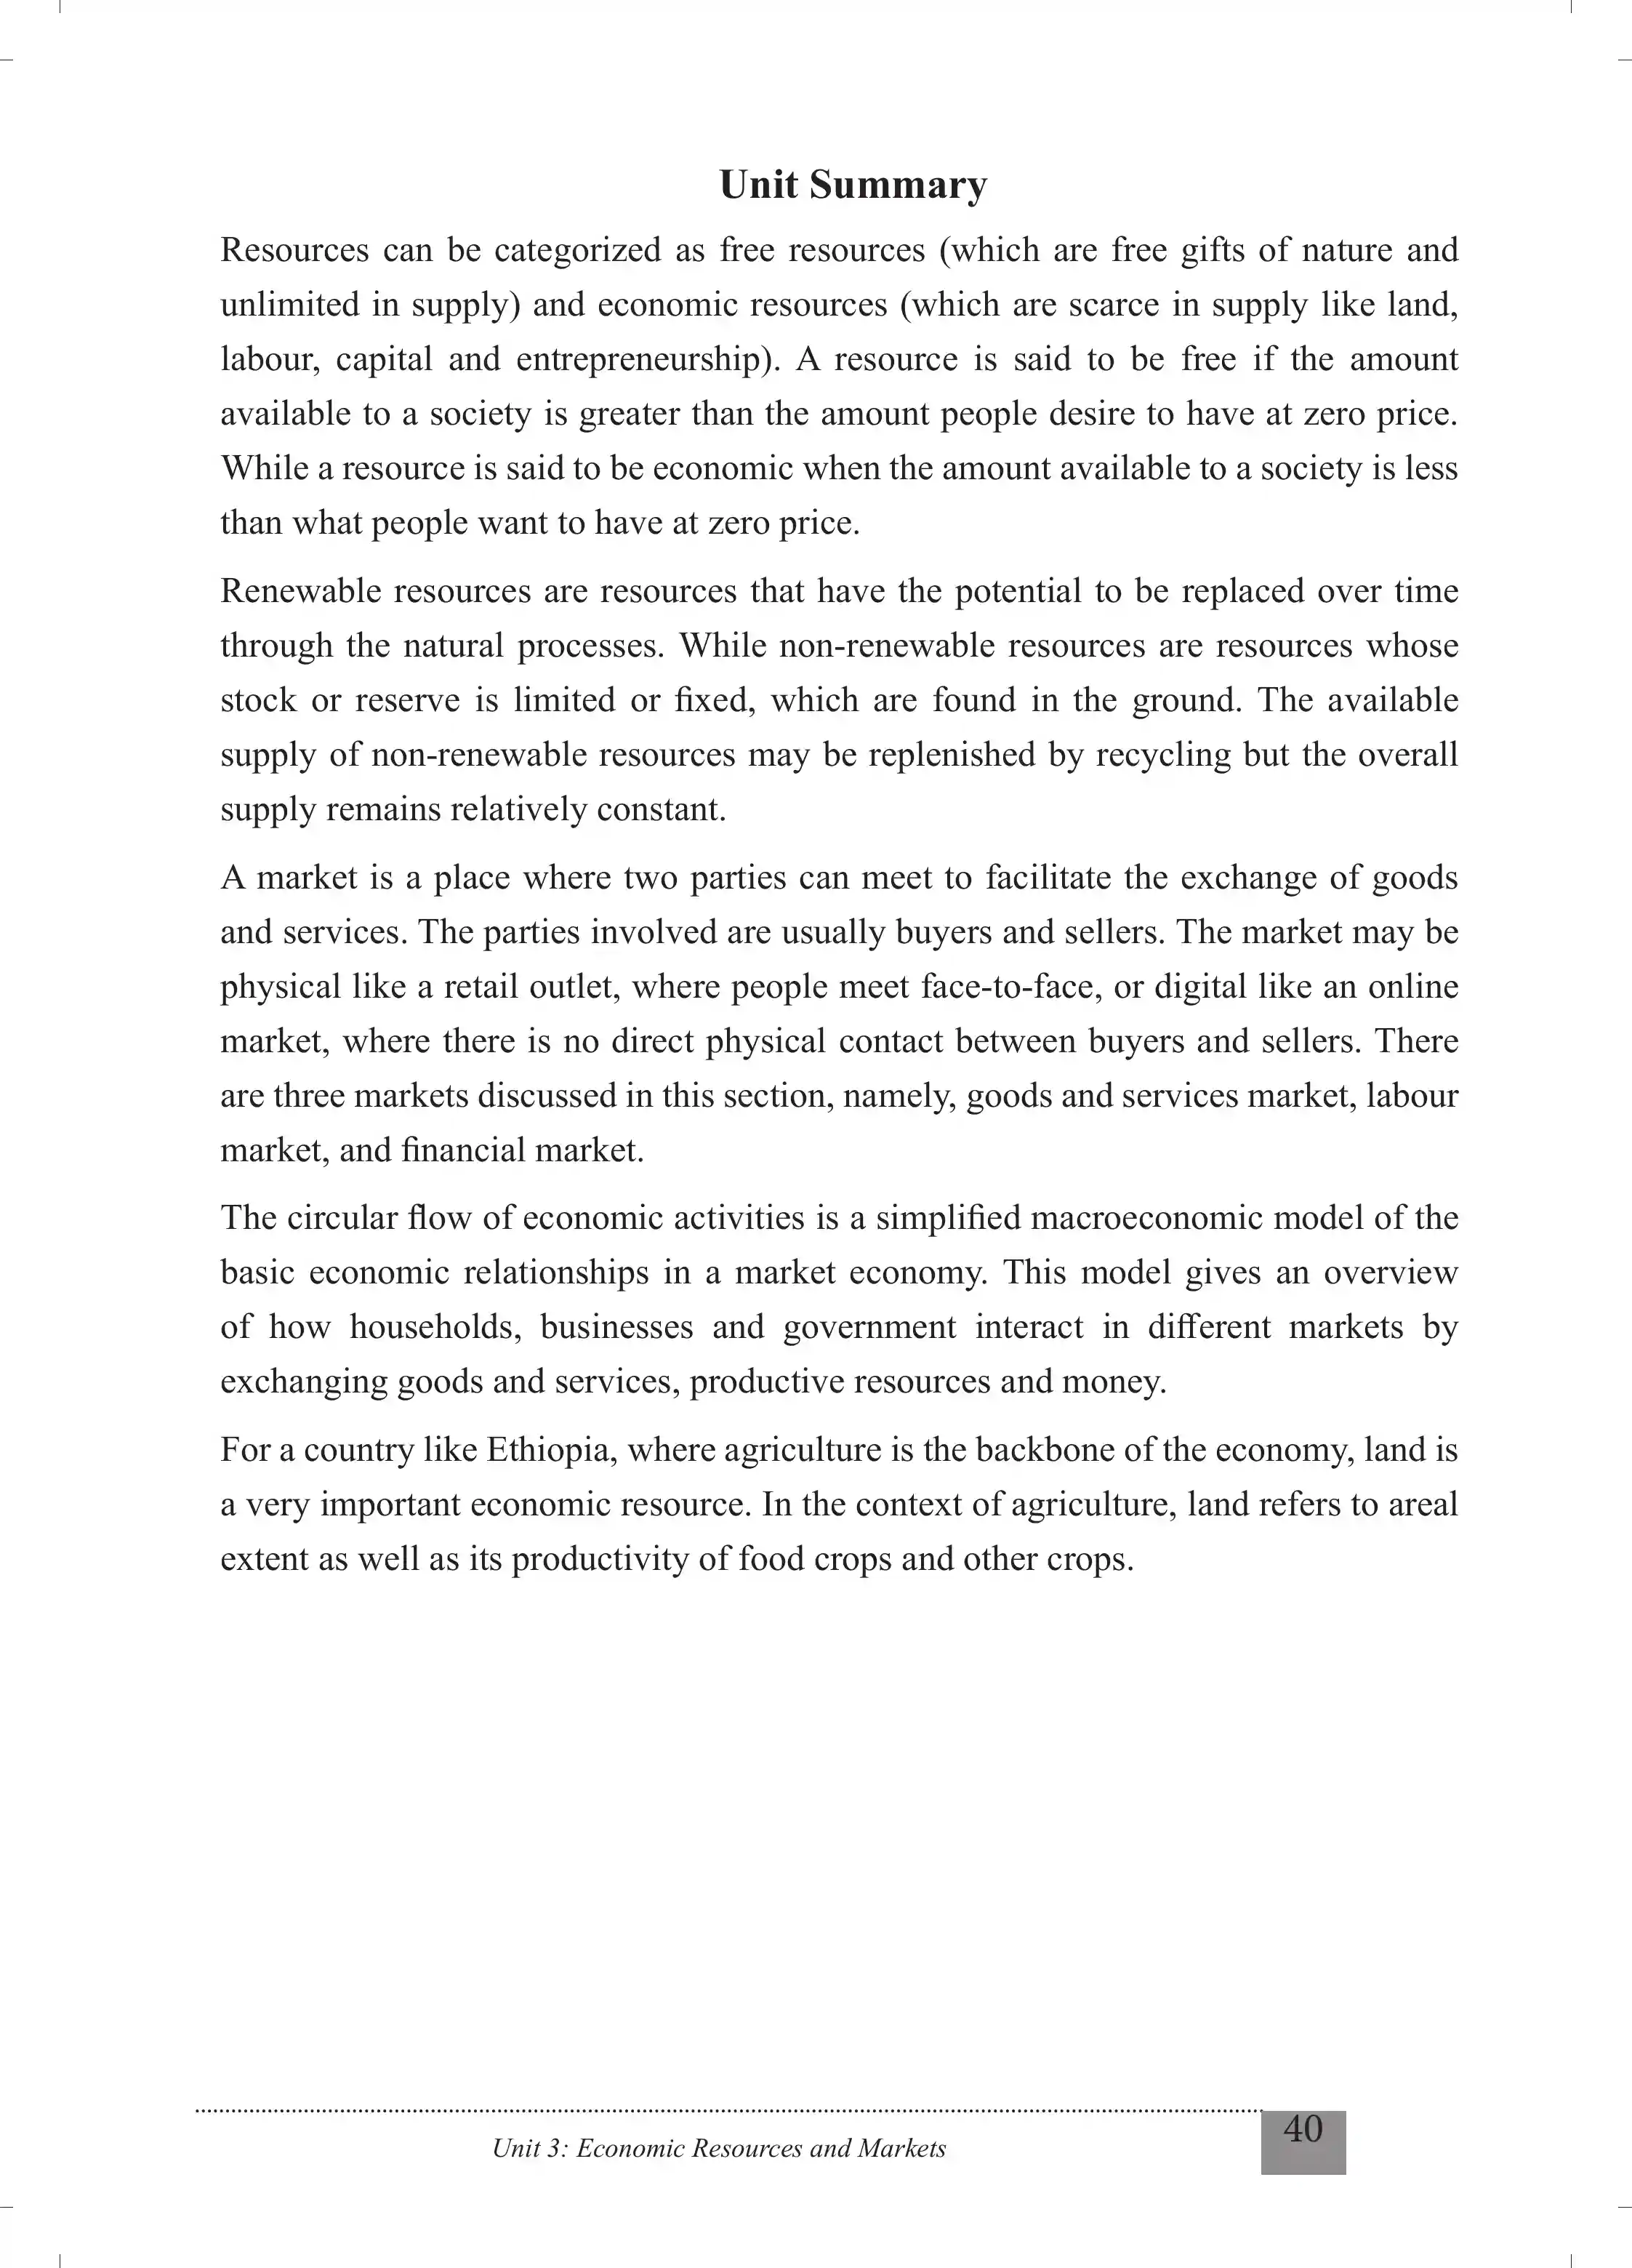 Unit Summary
Resources can be categorized as free resources (which are free gifts of nature and
unlimited in supply) and economic resources (which are scarce in supply like land,
labour, capital and entrepreneurship). A resource is said to be free if the amount
available to a society is greater than the amount people desire to have at zero price.
While a resource is said to be economic when the amount available to a society is less
than what people want to have at zero price.
Renewable resources are resources that have the potential to be replaced over time
through the natural processes. While non-renewable resources are resources whose
stock or reserve is limited or fixed, which are found in the ground. The available
supply of non-renewable resources may be replenished by recycling but the overall
supply remains relatively constant.
A market is a place where two parties can meet to facilitate the exchange of goods
and services. The parties involved are usually buyers and sellers. The market may be
physical like a retail outlet, where people meet face-to-face, or digital like an online
market, where there is no direct physical contact between buyers and sellers. There
are three markets discussed in this section, namely, goods and services market, labour
market, and financial market.
The circular flow of economic activities is a simplified macroeconomic model of the
basic economic relationships in a market economy. This model gives an overview
of how households, businesses and government interact in different markets by
exchanging goods and services, productive resources and money.
For a country like Ethiopia, where agriculture is the backbone of the economy, land is
a very important economic resource. In the context of agriculture, land refers to areal
extent as well as its productivity of food crops and other crops.
Unit 3: Economic Resources and Markets
40